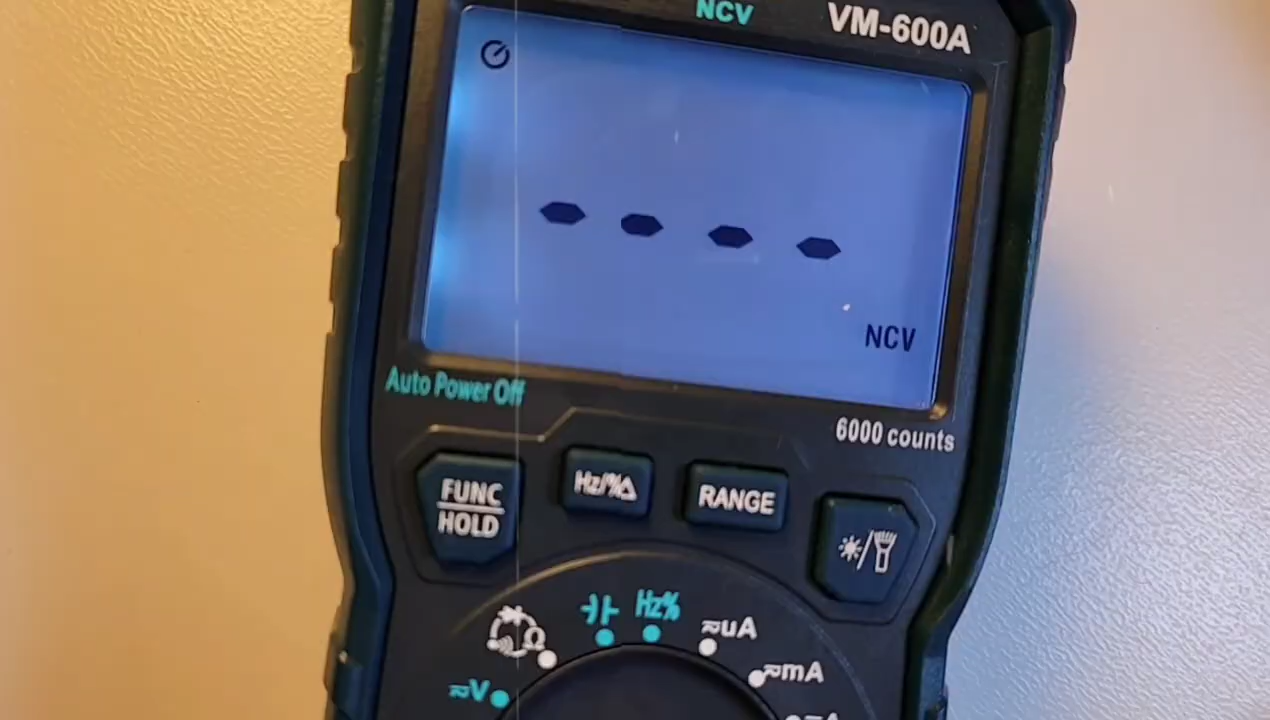 NCV
VM-600A
- - - -
NCV
Auto Power Off
6000 counts
FUNC
HOLD
Hz/%Δ
RANGE
Hz%
≂uA
≂mA
≂V
Ω